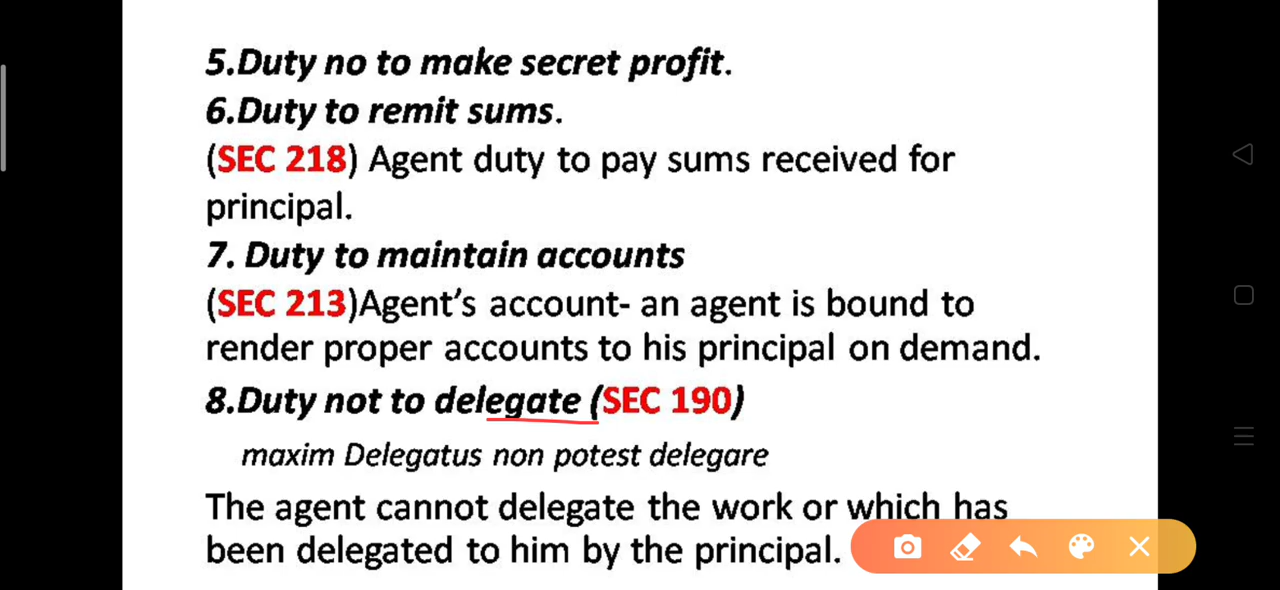 5.Duty no to make secret profit.
6.Duty to remit sums.
(SEC 218) Agent duty to pay sums received for
principal.
7. Duty to maintain accounts
(SEC 213)Agent's account- an agent is bound to
render proper accounts to his principal on demand.
8.Duty not to delegate (SEC 190)
maxim Delegatus non potest delegare
The agent cannot delegate the work or which has
been delegated to him by the principal.